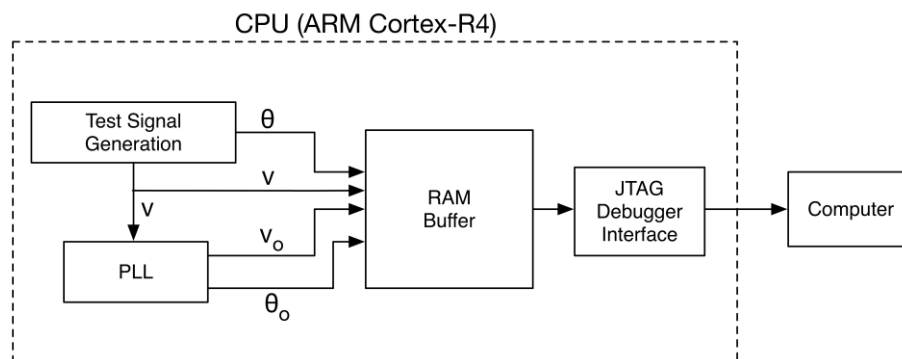 CPU (ARM Cortex-R4)
Test Signal
Generation
θ
v
v
PLL
vₒ
θₒ
RAM
Buffer
JTAG
Debugger
Interface
Computer